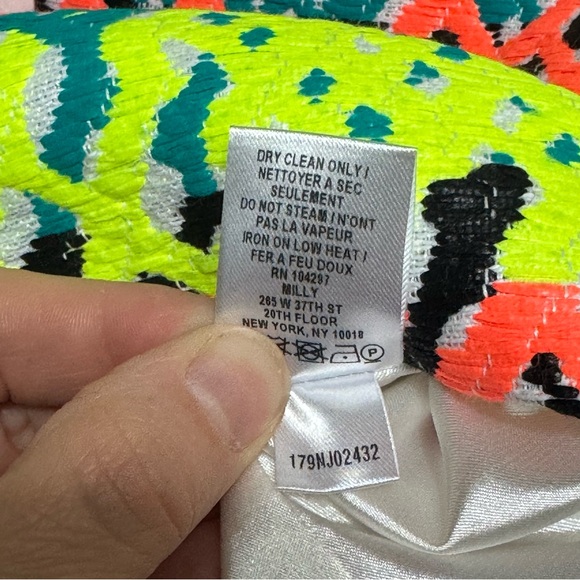 DRY CLEAN ONLY /
NETTOYER A SEC
SEULEMENT
DO NOT STEAM / N'ONT
PAS LA VAPEUR
IRON ON LOW HEAT /
FER A FEU DOUX
RN 104297
MILLY
265 W 37TH ST
20TH FLOOR
NEW YORK, NY 10018
P
179NJ02432